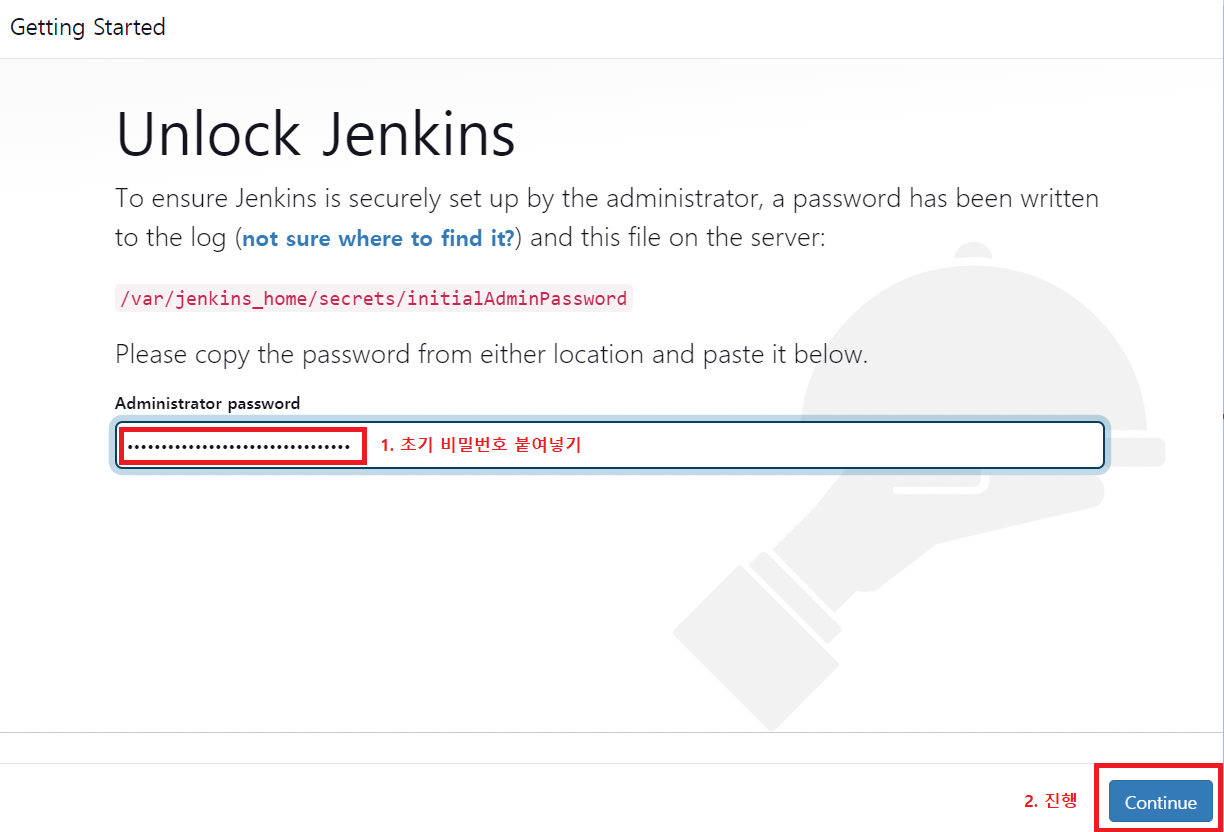 Getting Started
Unlock Jenkins
To ensure Jenkins is securely set up by the administrator, a password has been written
to the log (not sure where to find it?) and this file on the server:
/var/jenkins_home/secrets/initialAdminPassword
Please copy the password from either location and paste it below.
Administrator password
1. 초기 비밀번호 붙여넣기
2. 진행
Continue